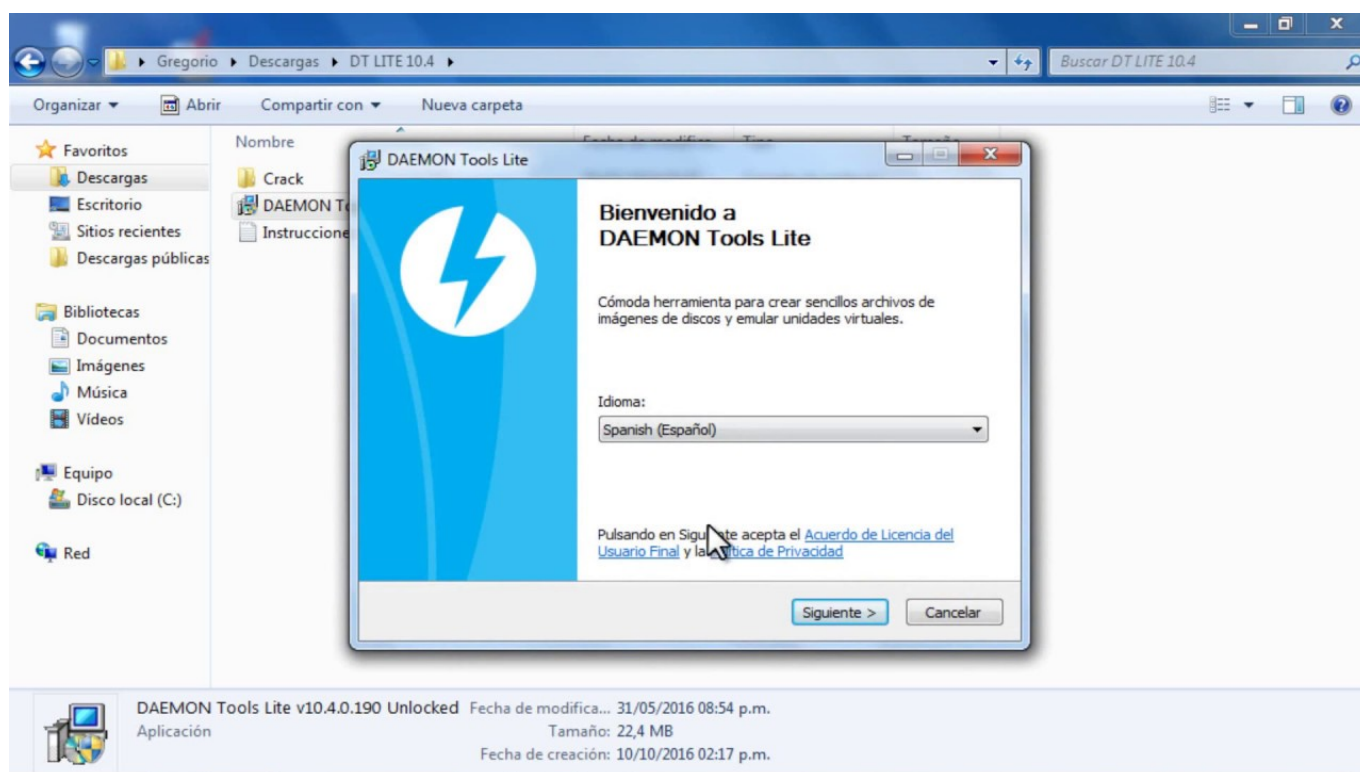 Gregorio ▸ Descargas ▸ DT LITE 10.4 ▸
Buscar DT LITE 10.4
Organizar Abrir Compartir con Nueva carpeta
Favoritos
Descargas
Escritorio
Sitios recientes
Descargas públicas
Bibliotecas
Documentos
Imágenes
Música
Vídeos
Equipo
Disco local (C:)
Red
Nombre
Crack
DAEMON
DAEMON Tools Lite
Bienvenido a
DAEMON Tools Lite
Cómoda herramienta para crear sencillos archivos de
imágenes de discos y emular unidades virtuales.
Idioma:
Spanish (Español)
Pulsando en acepta el Acuerdo de Licencia del
Usuario Final y la de Privacidad
Siguiente > Cancelar
DAEMON Tools Lite v10.4.0.190 Unlocked Fecha de modifica... 31/05/2016 08:54 p.m.
Aplicación Tamaño: 22,4 MB
Fecha de creación: 10/10/2016 02:17 p.m.